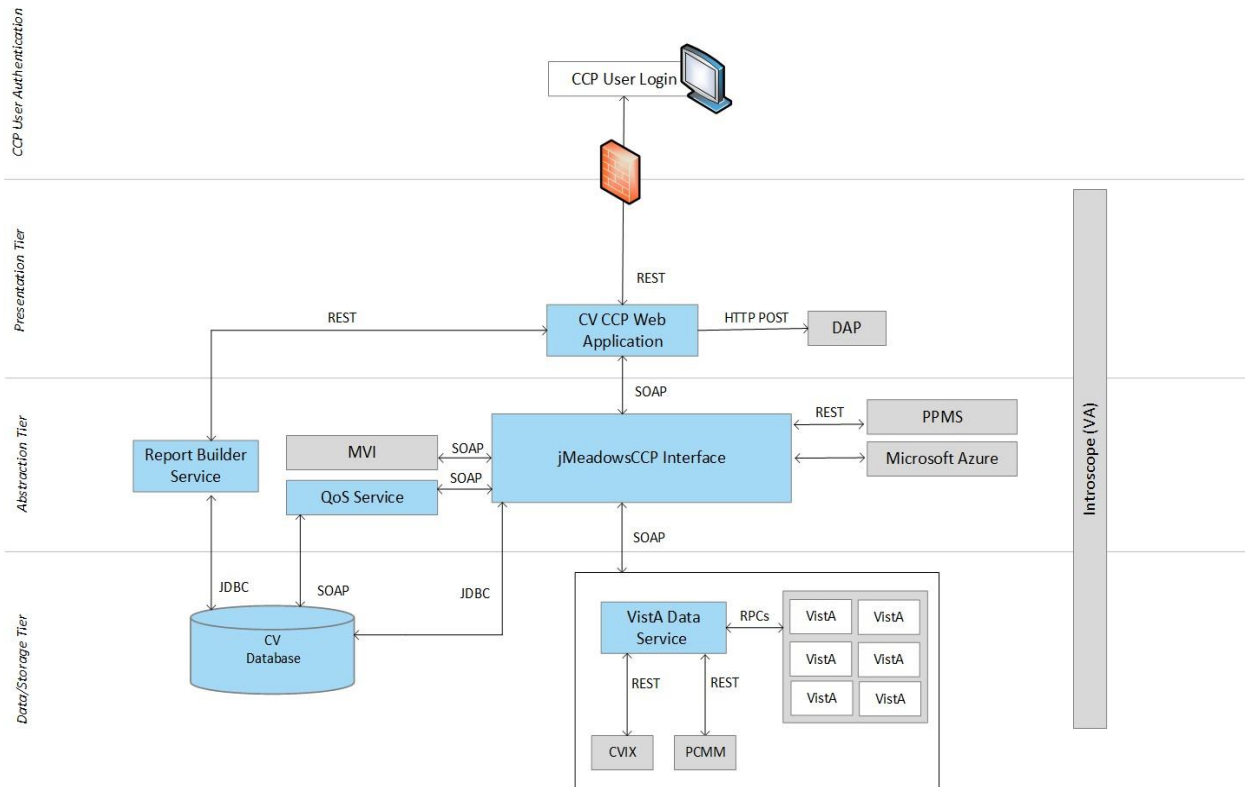 CCP User Authentication
CCP User Login
Presentation Tier
REST
REST
CV CCP Web
Application
HTTP POST
DAP
SOAP
Abstraction Tier
Report Builder
Service
MVI
SOAP
QoS Service
SOAP
jMeadowsCCP Interface
REST
PPMS
Microsoft Azure
Introscope (VA)
SOAP
Data/Storage Tier
JDBC
SOAP
JDBC
CV
Database
VistA Data
Service
RPCs
VistA
VistA
VistA
VistA
VistA
VistA
REST
REST
CVIX
PCMM